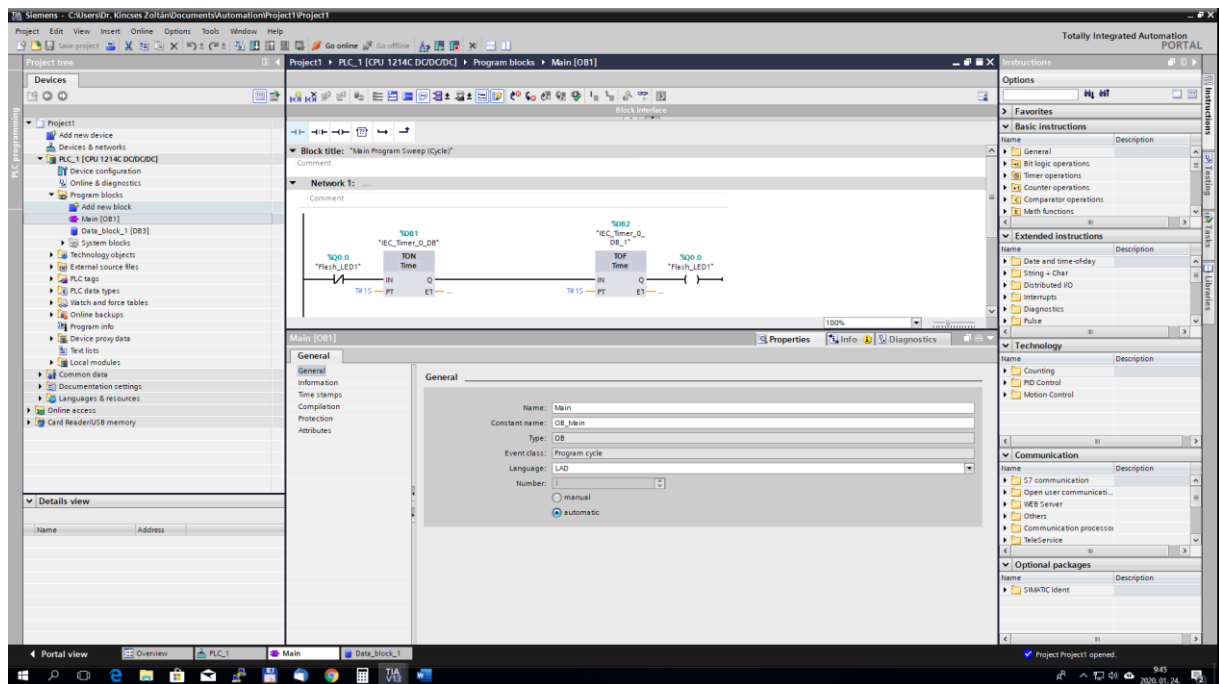 Siemens - C:\Users\Dr. Kincses Zoltán\Documents\Automation\Project1\Project1
Project Edit View Insert Online Options Tools Window Help
Save project
Go online
Go offline
Totally Integrated Automation
PORTAL
Project tree
Project1 ▸ PLC_1 [CPU 1214C DC/DC/DC] ▸ Program blocks ▸ Main [OB1]
Instructions
Devices
Options
Block interface
Project1
Add new device
Devices & networks
PLC_1 [CPU 1214C DC/DC/DC]
Device configuration
Online & diagnostics
Program blocks
Add new block
Main [OB1]
Data_block_1 [DB3]
System blocks
Technology objects
External source files
PLC tags
PLC data types
Watch and force tables
Online backups
Program info
Device proxy data
Text lists
Local modules
Common data
Documentation settings
Languages & resources
Online access
Card Reader/USB memory
Details view
Name Address
PLC programming
Block title: "Main Program Sweep (Cycle)"
Comment
Network 1: ....
Comment
%DB1
"IEC_Timer_0_DB"
%DB2
"IEC_Timer_0_
DB_1"
%Q0.0
"Flash_LED1"
TON
Time
TOF
Time
%Q0.0
"Flash_LED1"
IN Q
IN Q
T#1S PT ET ...
T#1S PT ET ...
100%
Main [OB1]
Properties
Info
Diagnostics
General
General
Information
Time stamps
Compilation
Protection
Attributes
General
Name: Main
Constant name: OB_Main
Type: OB
Event class: Program cycle
Language: LAD
Number: 1
manual
automatic
Favorites
Basic instructions
Name Description
General
Bit logic operations
Timer operations
Counter operations
Comparator operations
Math functions
Extended instructions
Name Description
Date and time-of-day
String + Char
Distributed I/O
Interrupts
Diagnostics
Pulse
Technology
Name Description
Counting
PID Control
Motion Control
Communication
Name Description
S7 communication
Open user communicati...
WEB Server
Others
Communication processor
TeleService
Optional packages
Name Description
SIMATIC Ident
Instructions
Testing
Tasks
Libraries
Portal view
Overview
PLC_1
Main
Data_block_1
Project Project1 opened.
TIA
V13
9:45
2020. 01. 24.